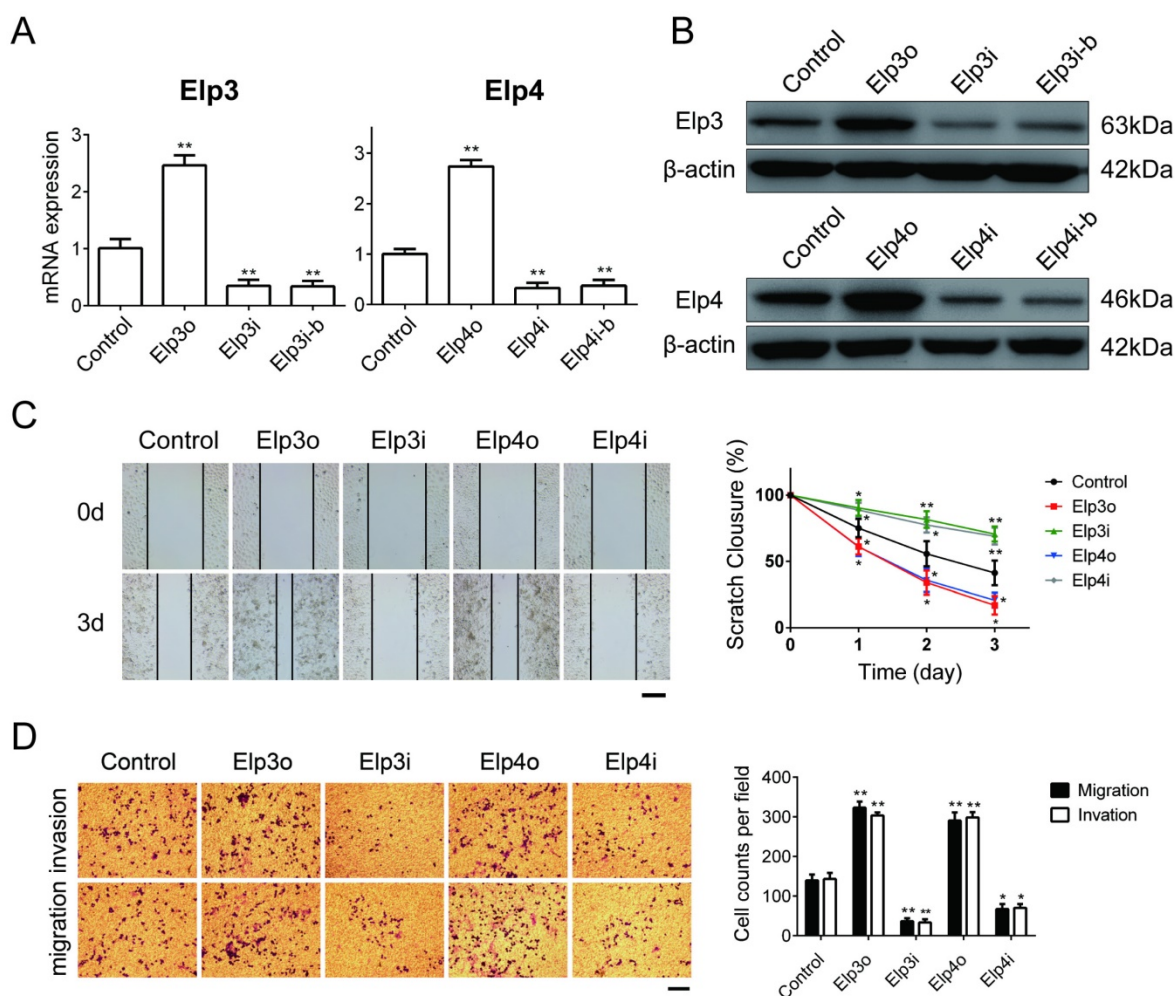 A
Elp3
Elp4
mRNA expression
3
2
1
0
**
**
**
Control
Elp3o
Elp3i
Elp3i-b
3
2
1
0
**
**
**
Control
Elp4o
Elp4i
Elp4i-b
B
Control
Elp3o
Elp3i
Elp3i-b
Elp3
63kDa
β-actin
42kDa
Control
Elp4o
Elp4i
Elp4i-b
Elp4
46kDa
β-actin
42kDa
C
Control Elp3o Elp3i Elp4o Elp4i
0d
3d
Scratch Clousure (%)
100
50
0
0 1 2 3
Time (day)
*
*
*
*
**
*
*
*
**
**
*
*
Control
Elp3o
Elp3i
Elp4o
Elp4i
D
Control Elp3o Elp3i Elp4o Elp4i
invasion
migration
Cell counts per field
400
300
200
100
0
** **
** **
** **
* *
Control
Elp3o
Elp3i
Elp4o
Elp4i
Migration
Invation